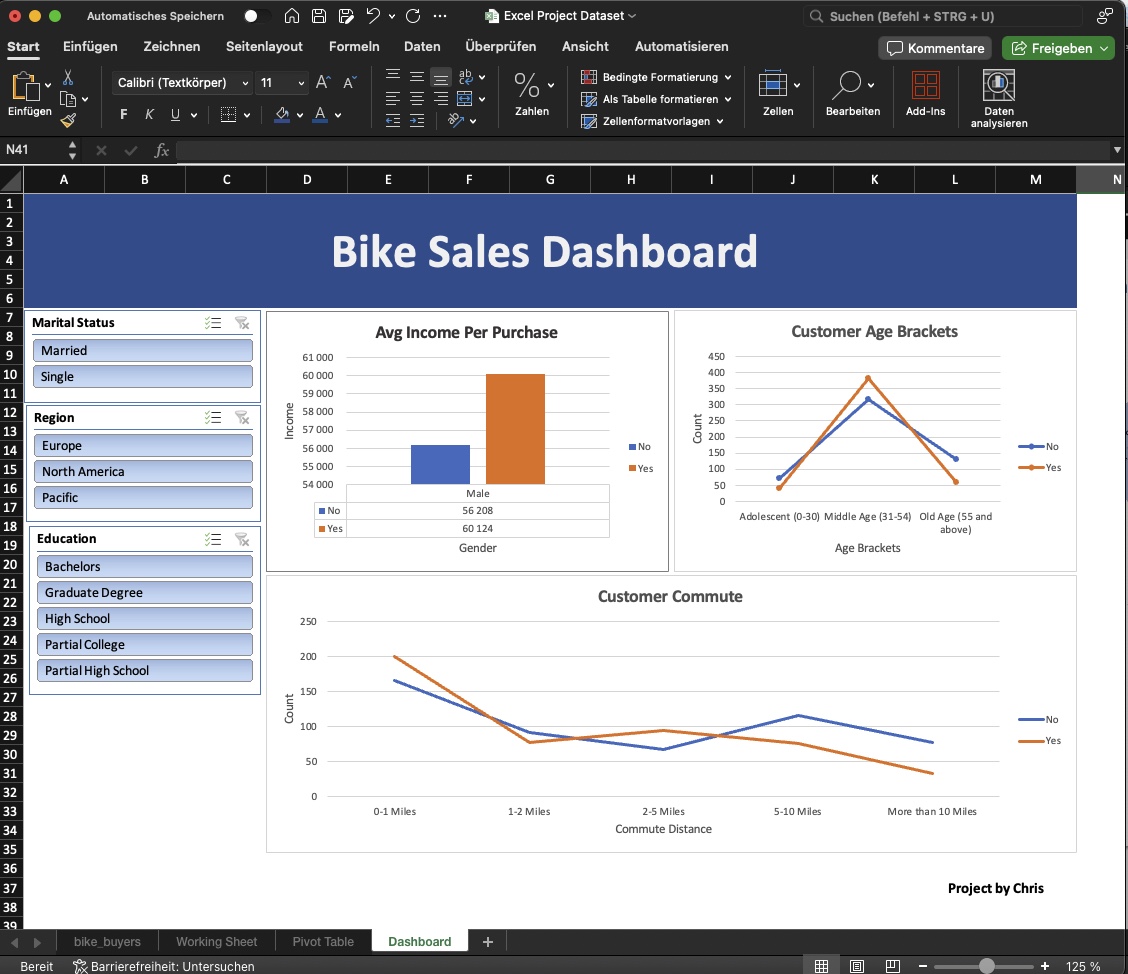 Automatisches Speichern
Excel Project Dataset
Suchen (Befehl + STRG + U)
Start Einfügen Zeichnen Seitenlayout Formeln Daten Überprüfen Ansicht Automatisieren
Kommentare
Freigeben
Einfügen
Calibri (Textkörper) 11
F K U
Zahlen
Bedingte Formatierung
Als Tabelle formatieren
Zellenformatvorlagen
Zellen
Bearbeiten
Add-Ins
Daten
analysieren
N41
fx
A B C D E F G H I J K L M N
1
2
3
4
5
6
7
8
9
10
11
12
13
14
15
16
17
18
19
20
21
22
23
24
25
26
27
28
29
30
31
32
33
34
35
36
37
38
39
Bike Sales Dashboard
Marital Status
Married
Single
Region
Europe
North America
Pacific
Education
Bachelors
Graduate Degree
High School
Partial College
Partial High School
Avg Income Per Purchase
61 000
60 000
59 000
58 000
57 000
56 000
55 000
54 000
Income
Male
No 56 208
Yes 60 124
Gender
No
Yes
Customer Age Brackets
450
400
350
300
250
200
150
100
50
0
Count
Adolescent (0-30) Middle Age (31-54) Old Age (55 and
above)
Age Brackets
No
Yes
Customer Commute
250
200
150
100
50
0
Count
0-1 Miles 1-2 Miles 2-5 Miles 5-10 Miles More than 10 Miles
Commute Distance
No
Yes
Project by Chris
bike_buyers Working Sheet Pivot Table Dashboard
Bereit
Barrierefreiheit: Untersuchen
125 %